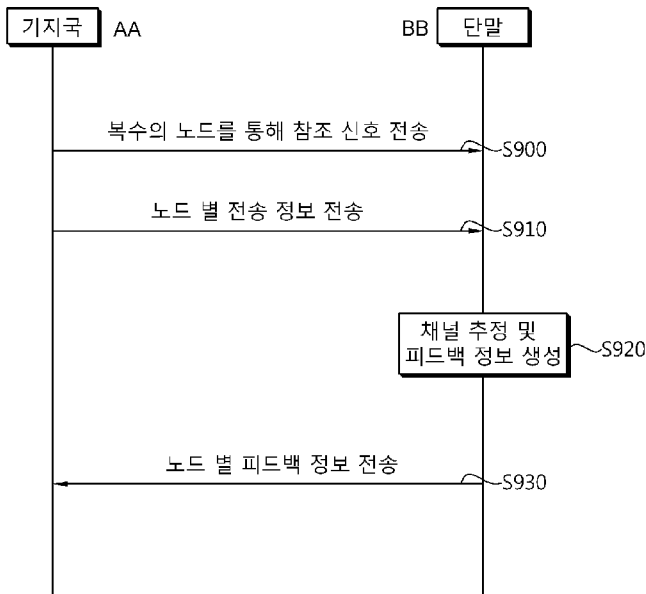 기지국 AA
BB 단말
복수의 노드를 통해 참조 신호 전송
S900
노드 별 전송 정보 전송
S910
채널 추정 및
피드백 정보 생성
S920
노드 별 피드백 정보 전송
S930